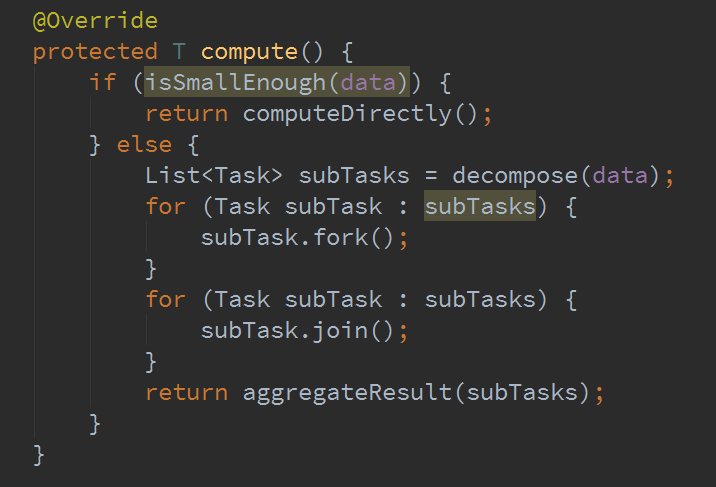 @Override
protected T compute() {
if (isSmallEnough(data)) {
return computeDirectly();
} else {
List<Task> subTasks = decompose(data);
for (Task subTask : subTasks) {
subTask.fork();
}
for (Task subTask : subTasks) {
subTask.join();
}
return aggregateResult(subTasks);
}
}